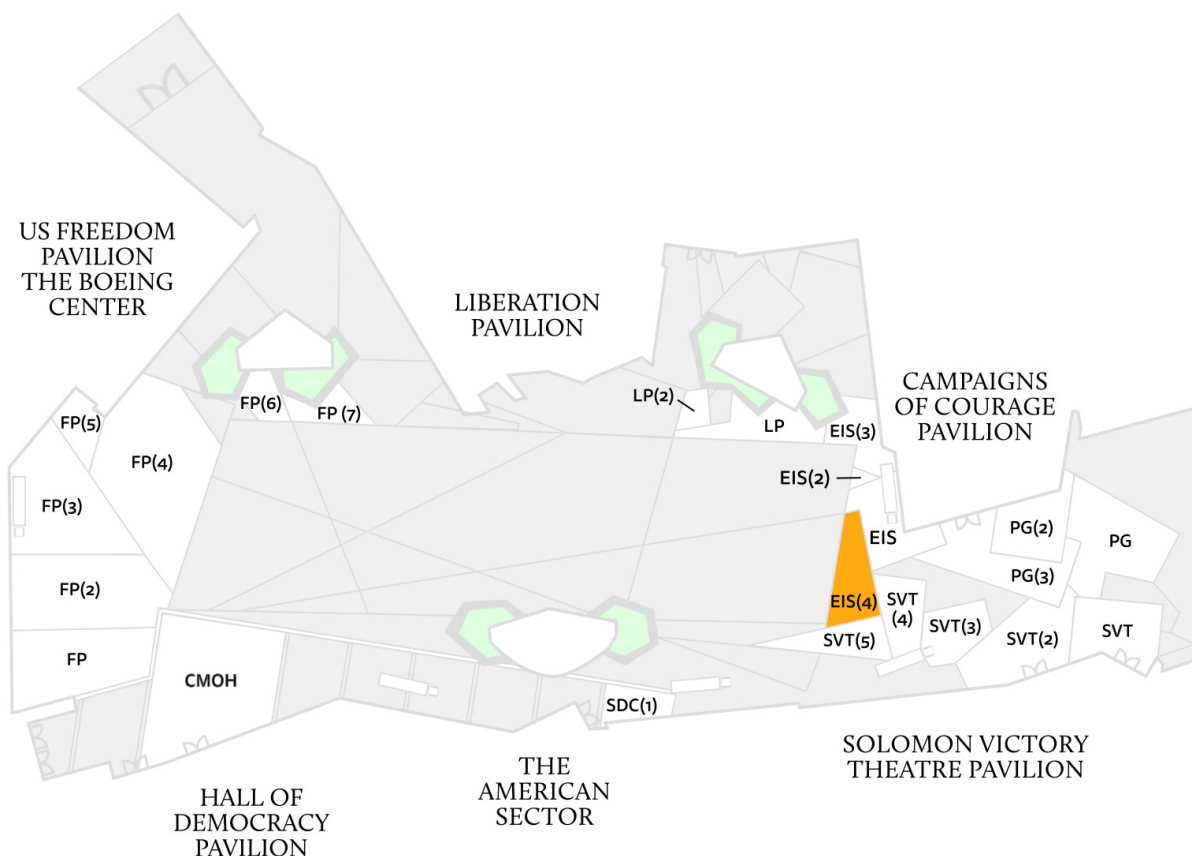 US FREEDOM
PAVILION
THE BOEING
CENTER
LIBERATION
PAVILION
CAMPAIGNS
OF COURAGE
PAVILION
FP(5)
FP(6)
FP (7)
LP(2)
LP
EIS(3)
FP(4)
EIS(2)
FP(3)
EIS
PG(2)
PG
PG(3)
FP(2)
EIS(4)
SVT
(4)
SVT(3)
SVT(5)
SVT(2)
SVT
FP
CMOH
SDC(1)
SOLOMON VICTORY
THEATRE PAVILION
THE
AMERICAN
SECTOR
HALL OF
DEMOCRACY
PAVILION